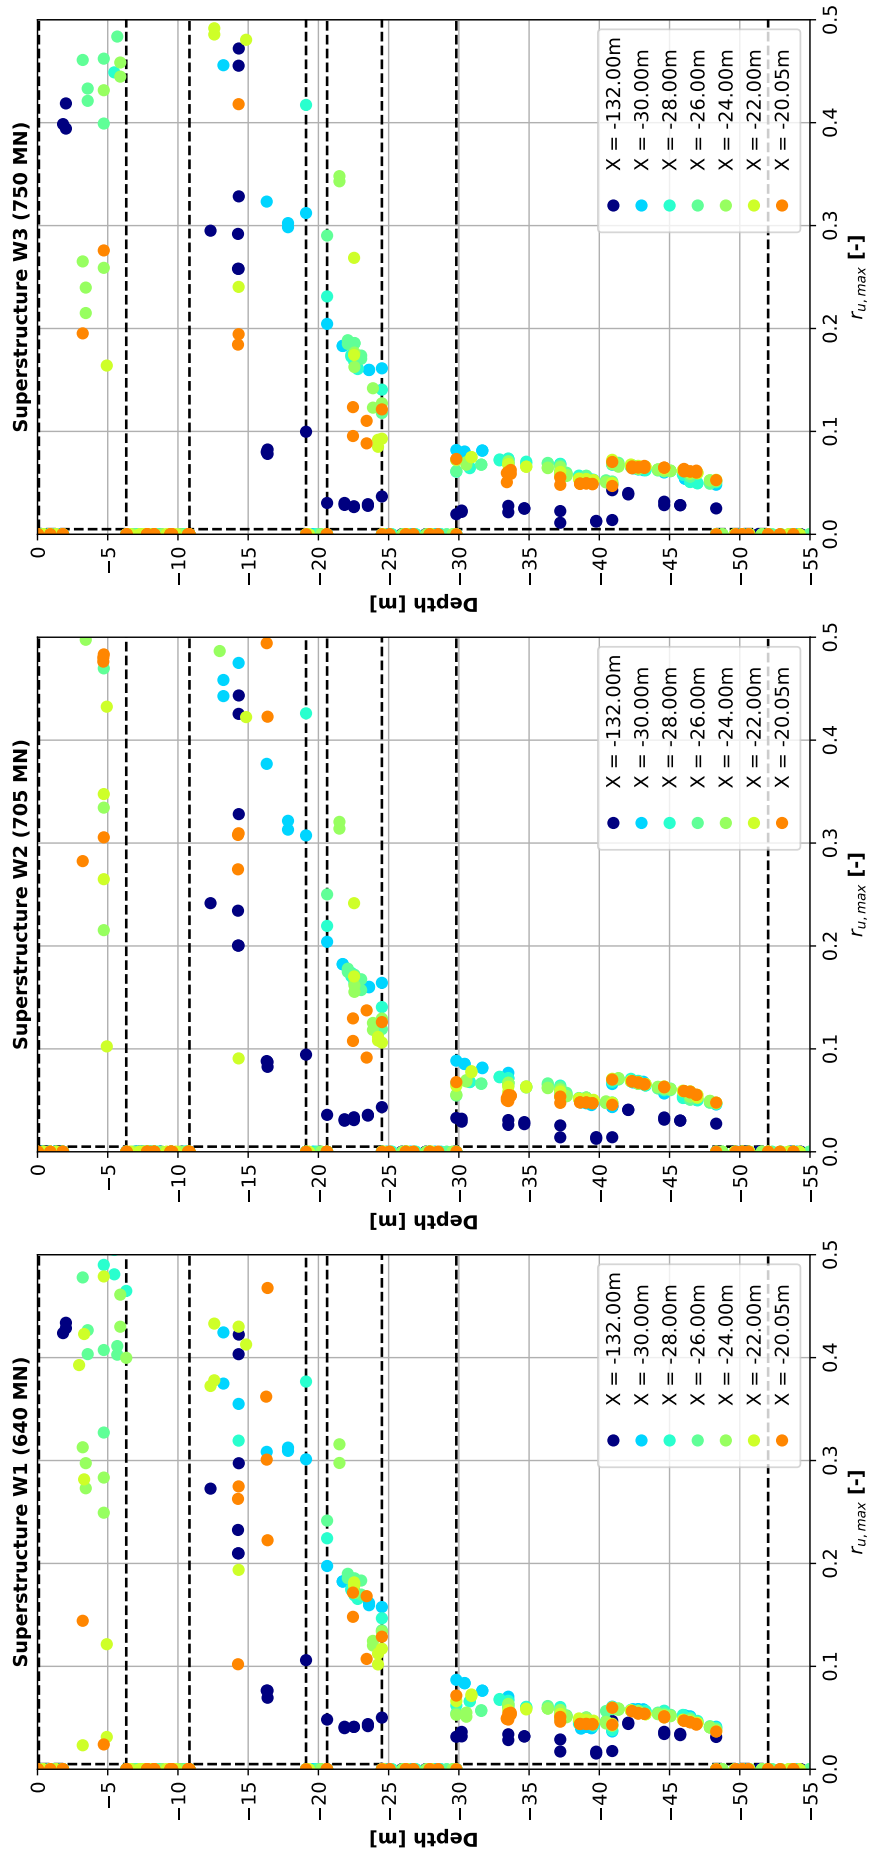 Superstructure W1 (640 MN)
Depth [m]
0
−5
−10
−15
−20
−25
−30
−35
−40
−45
−50
−55
0.0
0.1
0.2
0.3
0.4
0.5
r_{u, max} [-]
X = -132.00m
X = -30.00m
X = -28.00m
X = -26.00m
X = -24.00m
X = -22.00m
X = -20.05m
Superstructure W2 (705 MN)
Depth [m]
0
−5
−10
−15
−20
−25
−30
−35
−40
−45
−50
−55
0.0
0.1
0.2
0.3
0.4
0.5
r_{u, max} [-]
X = -132.00m
X = -30.00m
X = -28.00m
X = -26.00m
X = -24.00m
X = -22.00m
X = -20.05m
Superstructure W3 (750 MN)
Depth [m]
0
−5
−10
−15
−20
−25
−30
−35
−40
−45
−50
−55
0.0
0.1
0.2
0.3
0.4
0.5
r_{u, max} [-]
X = -132.00m
X = -30.00m
X = -28.00m
X = -26.00m
X = -24.00m
X = -22.00m
X = -20.05m